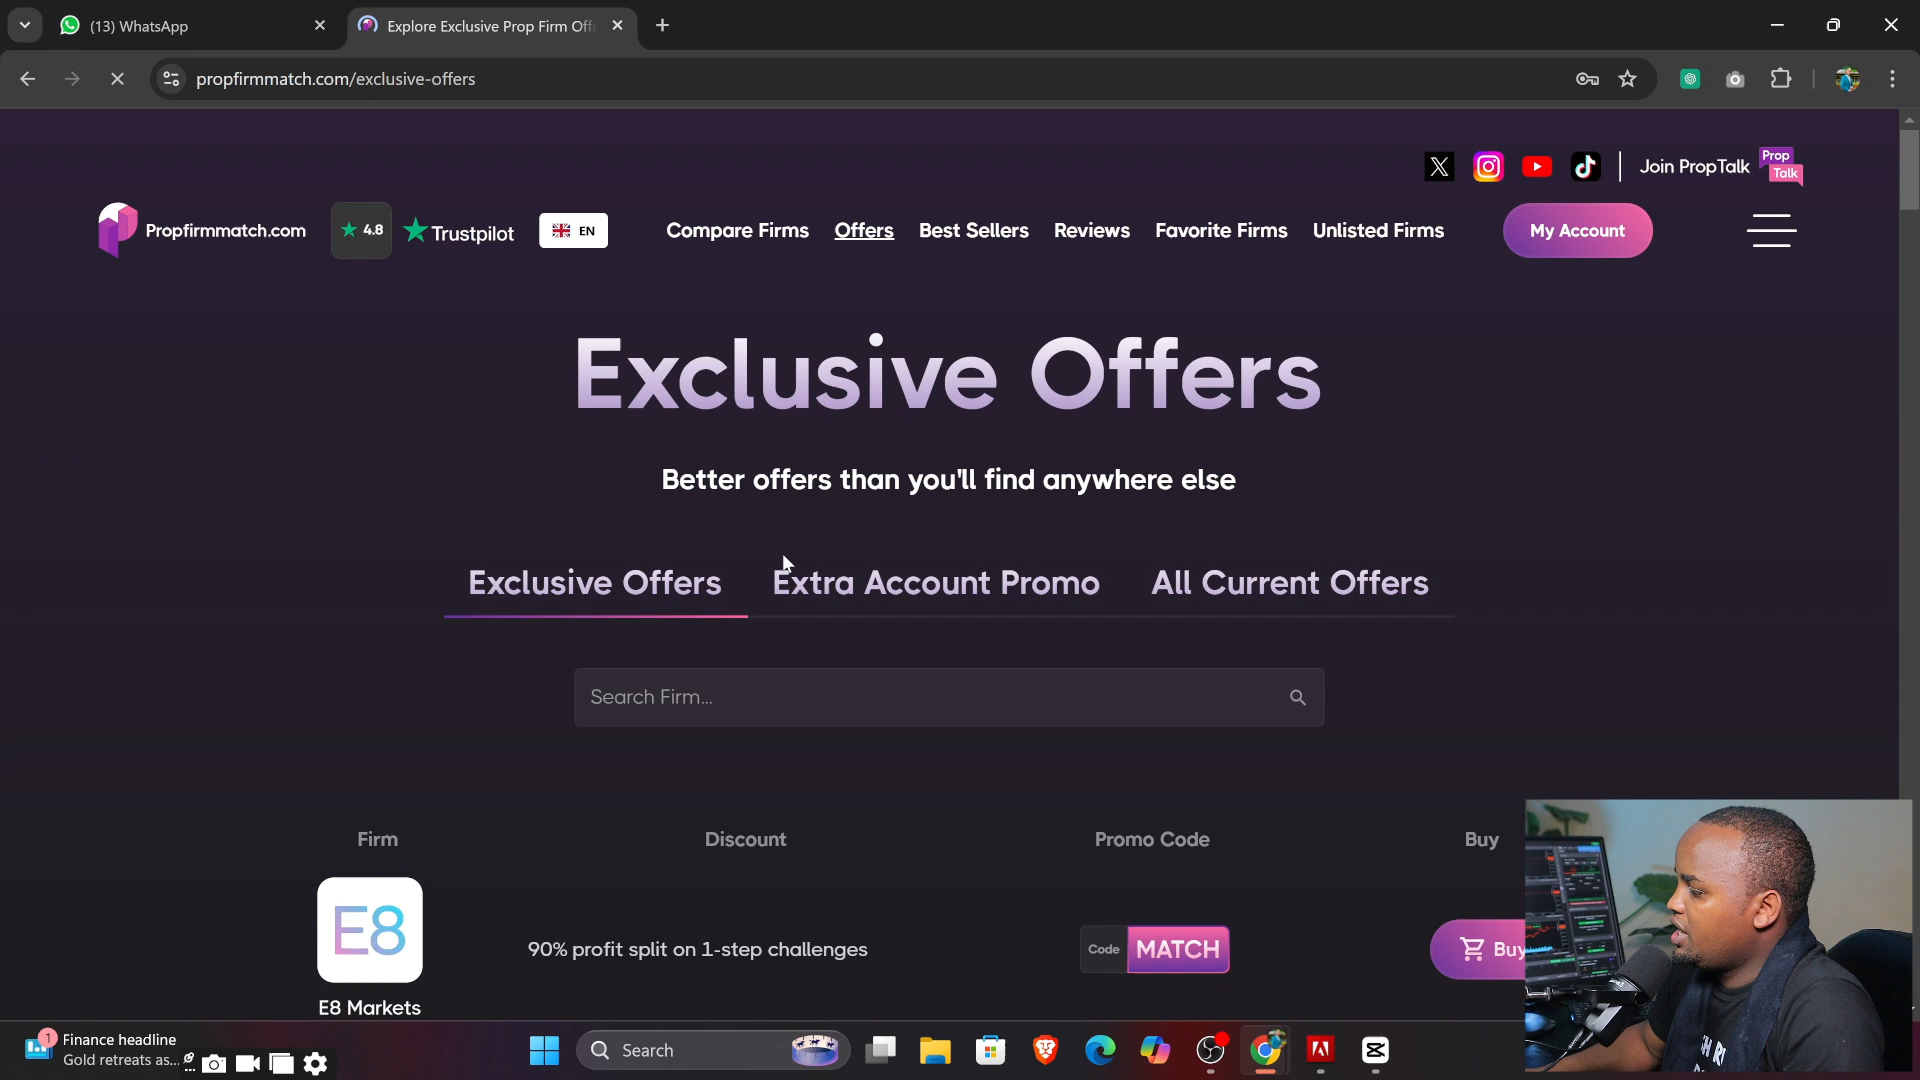 (13) WhatsApp
Explore Exclusive Prop Firm Off
propfirmmatch.com/exclusive-offers
Join PropTalk
Prop
Talk
Propfirmmatch.com
4.8
Trustpilot
EN
Compare Firms
Offers
Best Sellers
Reviews
Favorite Firms
Unlisted Firms
My Account
Exclusive Offers
Better offers than you'll find anywhere else
Exclusive Offers
Extra Account Promo
All Current Offers
Search Firm...
Firm
Discount
Promo Code
Buy
E8
E8 Markets
90% profit split on 1-step challenges
Code
MATCH
Buy
1
Finance headline
Gold retreats as...
Search